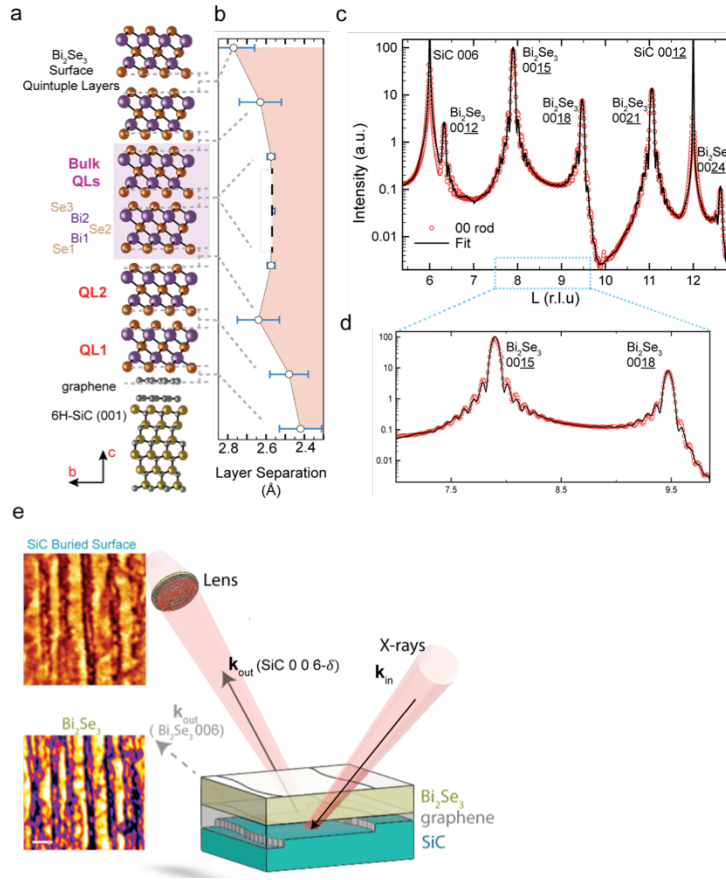 a
Bi2Se3
Surface
Quintuple Layers
Bulk
QLs
Se3
Bi2
Se2
Bi1
Se1
QL2
QL1
graphene
6H-SiC (001)
c
b
b
2.8 2.6 2.4
Layer Separation
(Å)
c
Intensity (a.u.)
100
10
1
0.1
0.01
SiC 006
Bi2Se3
0012
Bi2Se3
0015
Bi2Se3
0018
Bi2Se3
0021
SiC 0012
Bi2Se
0024
00 rod
Fit
6 7 8 9 10 11 12
L (r.l.u)
d
100
10
1
0.1
0.01
Bi2Se3
0015
Bi2Se3
0018
7.5 8.5 9.5
e
SiC Buried Surface
Lens
X-rays
kin
kout (SiC 0 0 6-δ)
kout
( Bi2Se3 006)
Bi2Se3
Bi2Se3
graphene
SiC